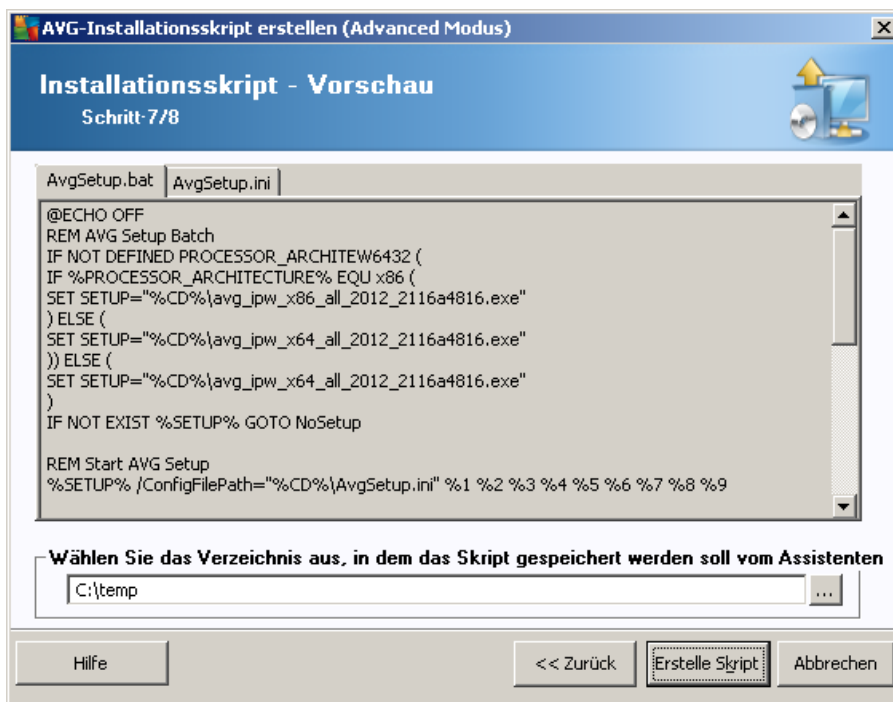 AVG-Installationsskript erstellen (Advanced Modus)
Installationsskript - Vorschau
Schritt-7/8
AvgSetup.bat AvgSetup.ini
@ECHO OFF
REM AVG Setup Batch
IF NOT DEFINED PROCESSOR_ARCHITEW6432 (
IF %PROCESSOR_ARCHITECTURE% EQU x86 (
SET SETUP="%CD%\avg_ipw_x86_all_2012_2116a4816.exe"
) ELSE (
SET SETUP="%CD%\avg_ipw_x64_all_2012_2116a4816.exe"
)) ELSE (
SET SETUP="%CD%\avg_ipw_x64_all_2012_2116a4816.exe"
)
IF NOT EXIST %SETUP% GOTO NoSetup
REM Start AVG Setup
%SETUP% /ConfigFilePath="%CD%\AvgSetup.ini" %1 %2 %3 %4 %5 %6 %7 %8 %9
Wählen Sie das Verzeichnis aus, in dem das Skript gespeichert werden soll vom Assistenten
C:\temp ...
Hilfe << Zurück Erstelle Skript Abbrechen